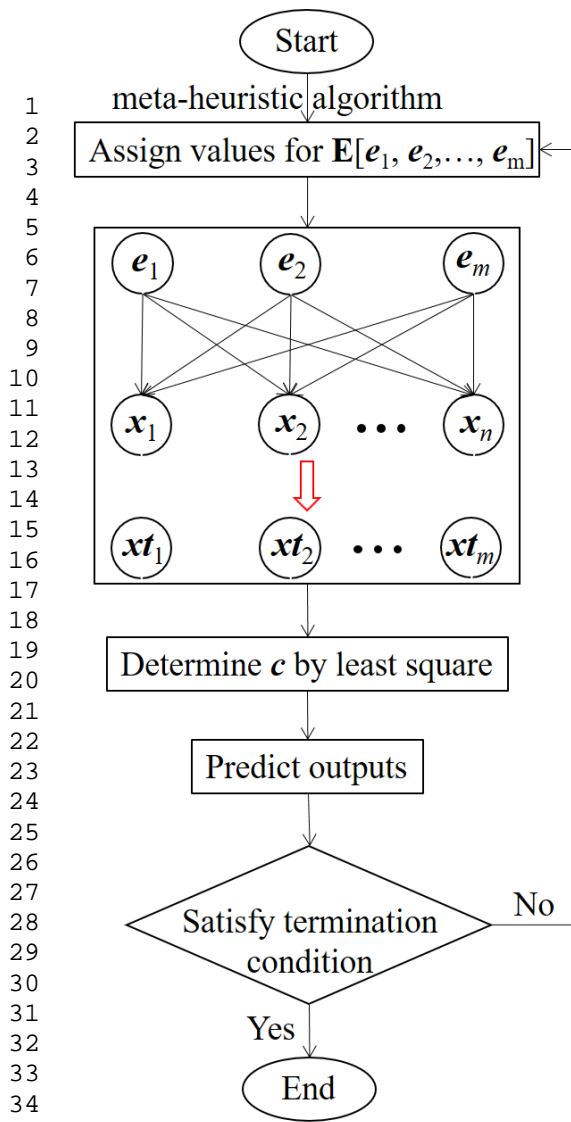 Start
1
meta-heuristic algorithm
2
Assign values for E[e1, e2,..., em]
3
4
5
6
e1 e2 em
7
8
9
10
11
x1 x2 ... xn
12
13
14
15
xt1 xt2 ... xtm
16
17
18
19
Determine c by least square
20
21
22
Predict outputs
23
24
25
26
27
No
28
Satisfy termination
29
condition
30
31
Yes
32
33
End
34